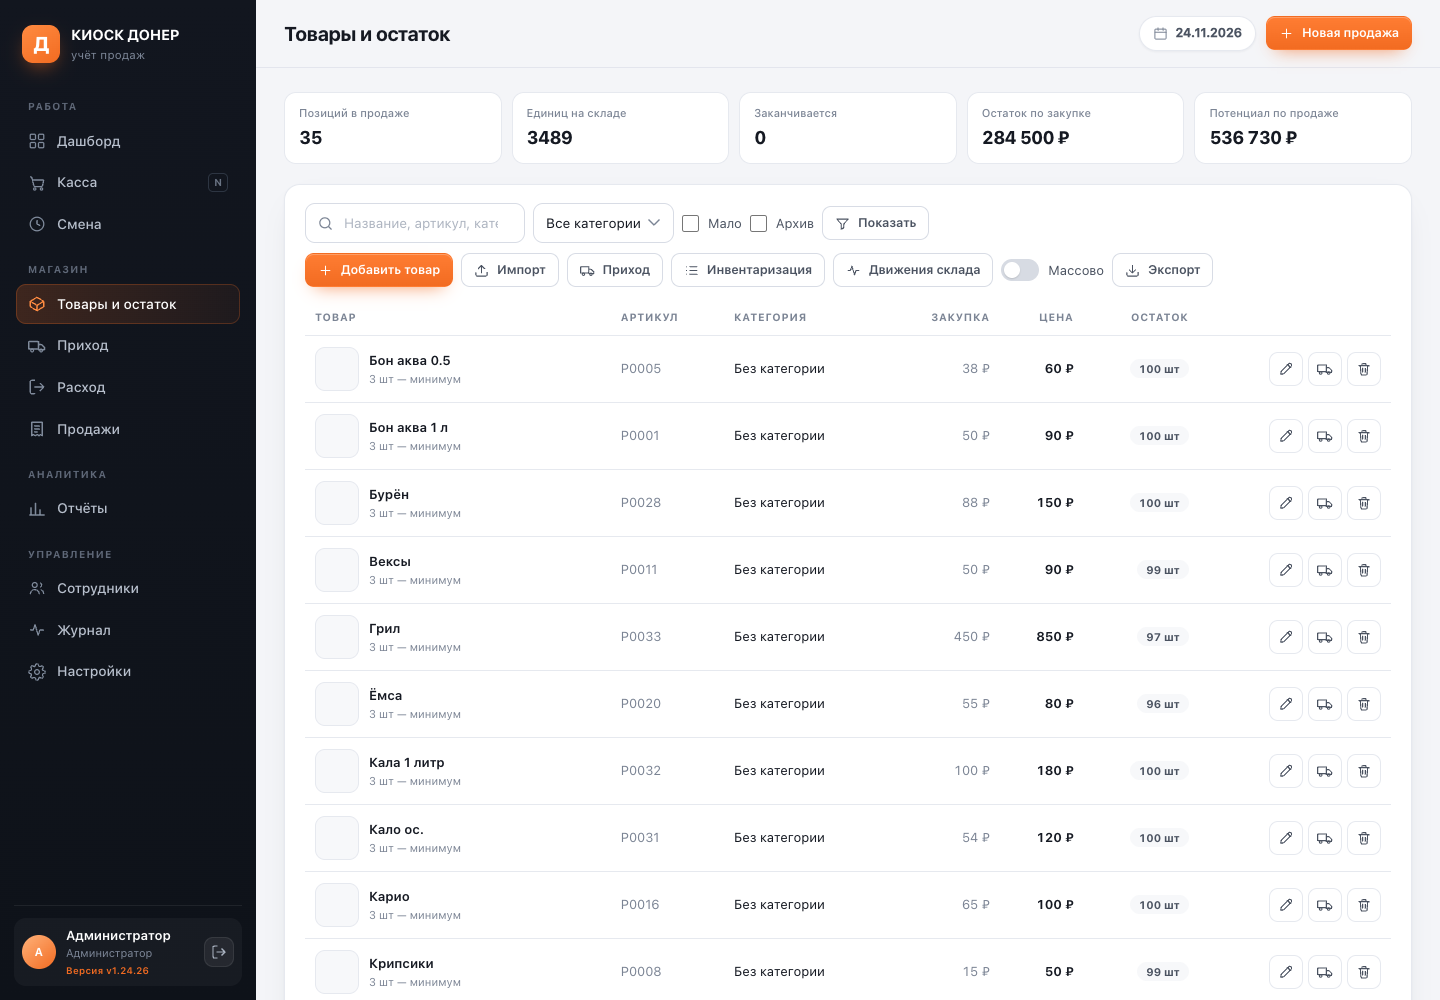 Д
КИОСК ДОНЕР
учёт продаж
РАБОТА
Дашборд
Касса N
Смена
МАГАЗИН
Товары и остаток
Приход
Расход
Продажи
АНАЛИТИКА
Отчёты
УПРАВЛЕНИЕ
Сотрудники
Журнал
Настройки
А
Администратор
Администратор
Версия v1.24.26
Товары и остаток
24.11.2026
Новая продажа
Позиций в продаже
35
Единиц на складе
3489
Заканчивается
0
Остаток по закупке
284 500 ₽
Потенциал по продаже
536 730 ₽
Название, артикул, кате
Все категории
Мало
Архив
Показать
Добавить товар
Импорт
Приход
Инвентаризация
Движения склада
Массово
Экспорт
ТОВАР АРТИКУЛ КАТЕГОРИЯ ЗАКУПКА ЦЕНА ОСТАТОК
Бон аква 0.5
3 шт — минимум
P0005 Без категории 38 ₽ 60 ₽ 100 шт
Бон аква 1 л
3 шт — минимум
P0001 Без категории 50 ₽ 90 ₽ 100 шт
Бурён
3 шт — минимум
P0028 Без категории 88 ₽ 150 ₽ 100 шт
Вексы
3 шт — минимум
P0011 Без категории 50 ₽ 90 ₽ 99 шт
Грил
3 шт — минимум
P0033 Без категории 450 ₽ 850 ₽ 97 шт
Ёмса
3 шт — минимум
P0020 Без категории 55 ₽ 80 ₽ 96 шт
Кала 1 литр
3 шт — минимум
P0032 Без категории 100 ₽ 180 ₽ 100 шт
Кало ос.
3 шт — минимум
P0031 Без категории 54 ₽ 120 ₽ 100 шт
Карио
3 шт — минимум
P0016 Без категории 65 ₽ 100 ₽ 100 шт
Крипсики
3 шт — минимум
P0008 Без категории 15 ₽ 50 ₽ 99 шт